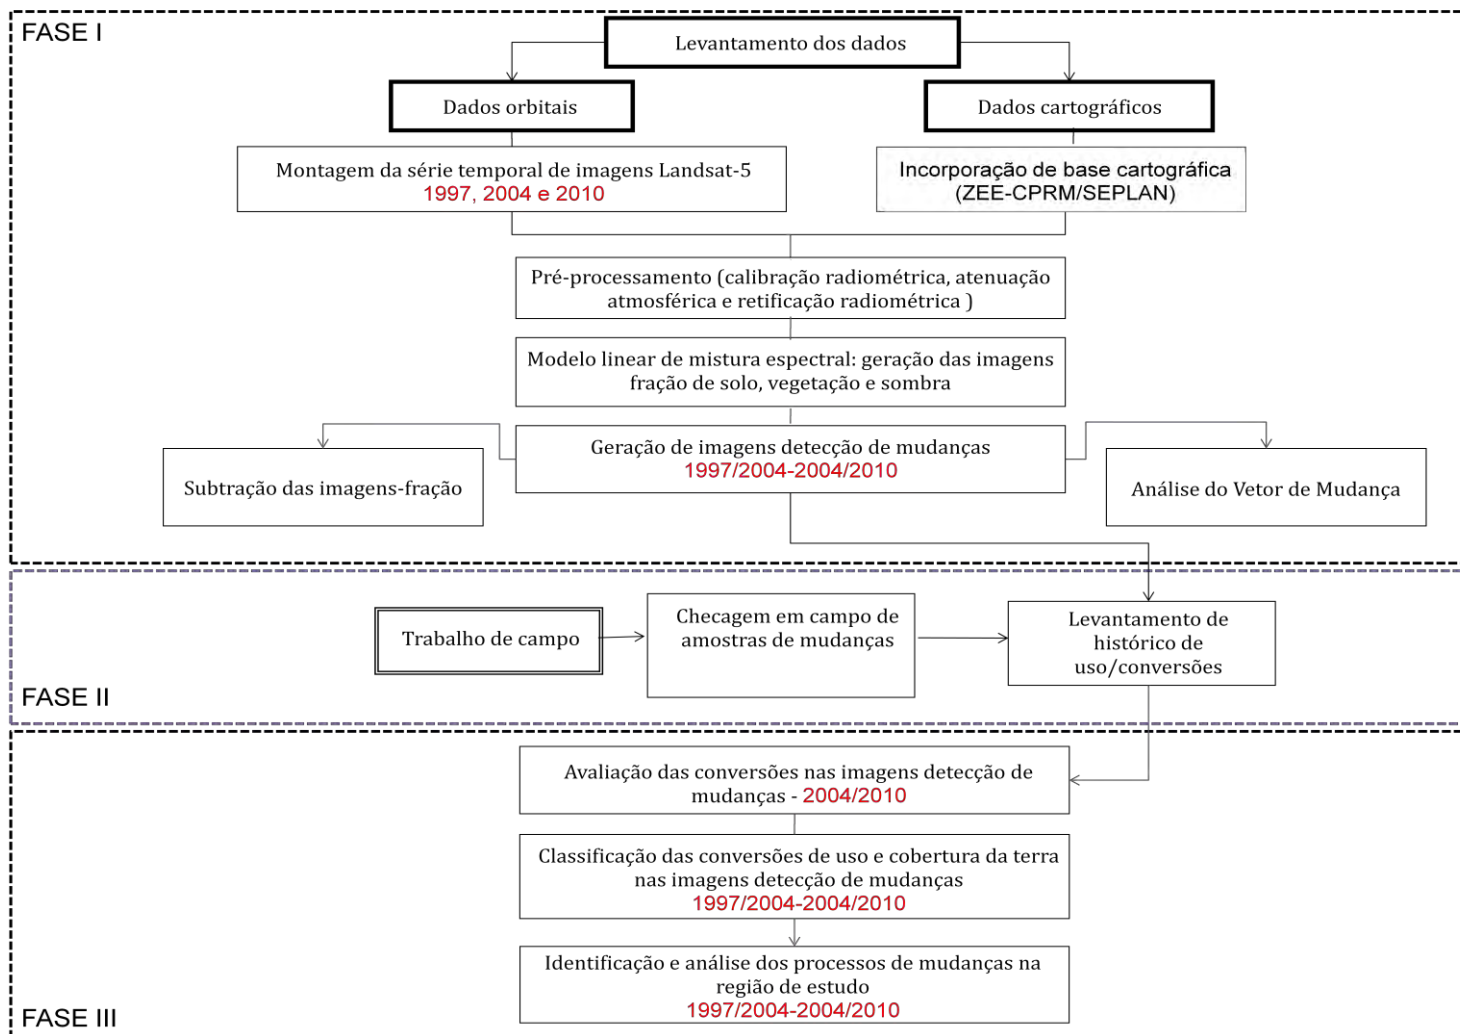 FASE I
Levantamento dos dados
Dados orbitais
Dados cartográficos
Montagem da série temporal de imagens Landsat-5
1997, 2004 e 2010
Incorporação de base cartográfica
(ZEE-CPRM/SEPLAN)
Pré-processamento (calibração radiométrica, atenuação
atmosférica e retificação radiométrica )
Modelo linear de mistura espectral: geração das imagens
fração de solo, vegetação e sombra
Geração de imagens detecção de mudanças
1997/2004-2004/2010
Subtração das imagens-fração
Análise do Vetor de Mudança
Trabalho de campo
Checagem em campo de
amostras de mudanças
Levantamento de
histórico de
uso/conversões
FASE II
Avaliação das conversões nas imagens detecção de
mudanças - 2004/2010
Classificação das conversões de uso e cobertura da terra
nas imagens detecção de mudanças
1997/2004-2004/2010
Identificação e análise dos processos de mudanças na
região de estudo
1997/2004-2004/2010
FASE III